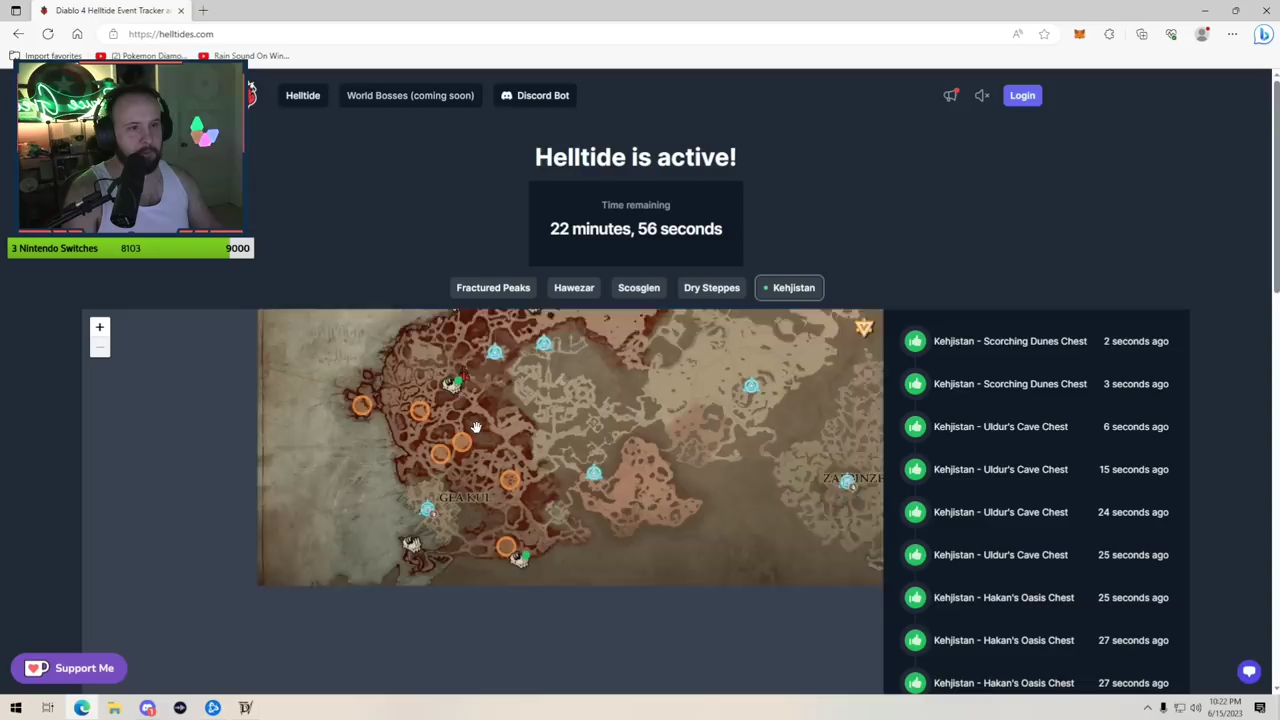 Diablo 4 Helltide Event Tracker a
https://helltides.com
Import favorites
(2) Pokemon Diamo...
Rain Sound On Win...
Helltide
World Bosses (coming soon)
Discord Bot
Login
Helltide is active!
Time remaining
22 minutes, 56 seconds
3 Nintendo Switches 8103 9000
Fractured Peaks
Hawezar
Scosglen
Dry Steppes
Kehjistan
+
−
GEA KUL
Kehjistan - Scorching Dunes Chest 2 seconds ago
Kehjistan - Scorching Dunes Chest 3 seconds ago
Kehjistan - Uldur's Cave Chest 6 seconds ago
Kehjistan - Uldur's Cave Chest 15 seconds ago
Kehjistan - Uldur's Cave Chest 24 seconds ago
Kehjistan - Uldur's Cave Chest 25 seconds ago
Kehjistan - Hakan's Oasis Chest 25 seconds ago
Kehjistan - Hakan's Oasis Chest 27 seconds ago
Kehjistan - Hakan's Oasis Chest 27 seconds ago
Support Me
10:22 PM
6/15/2023